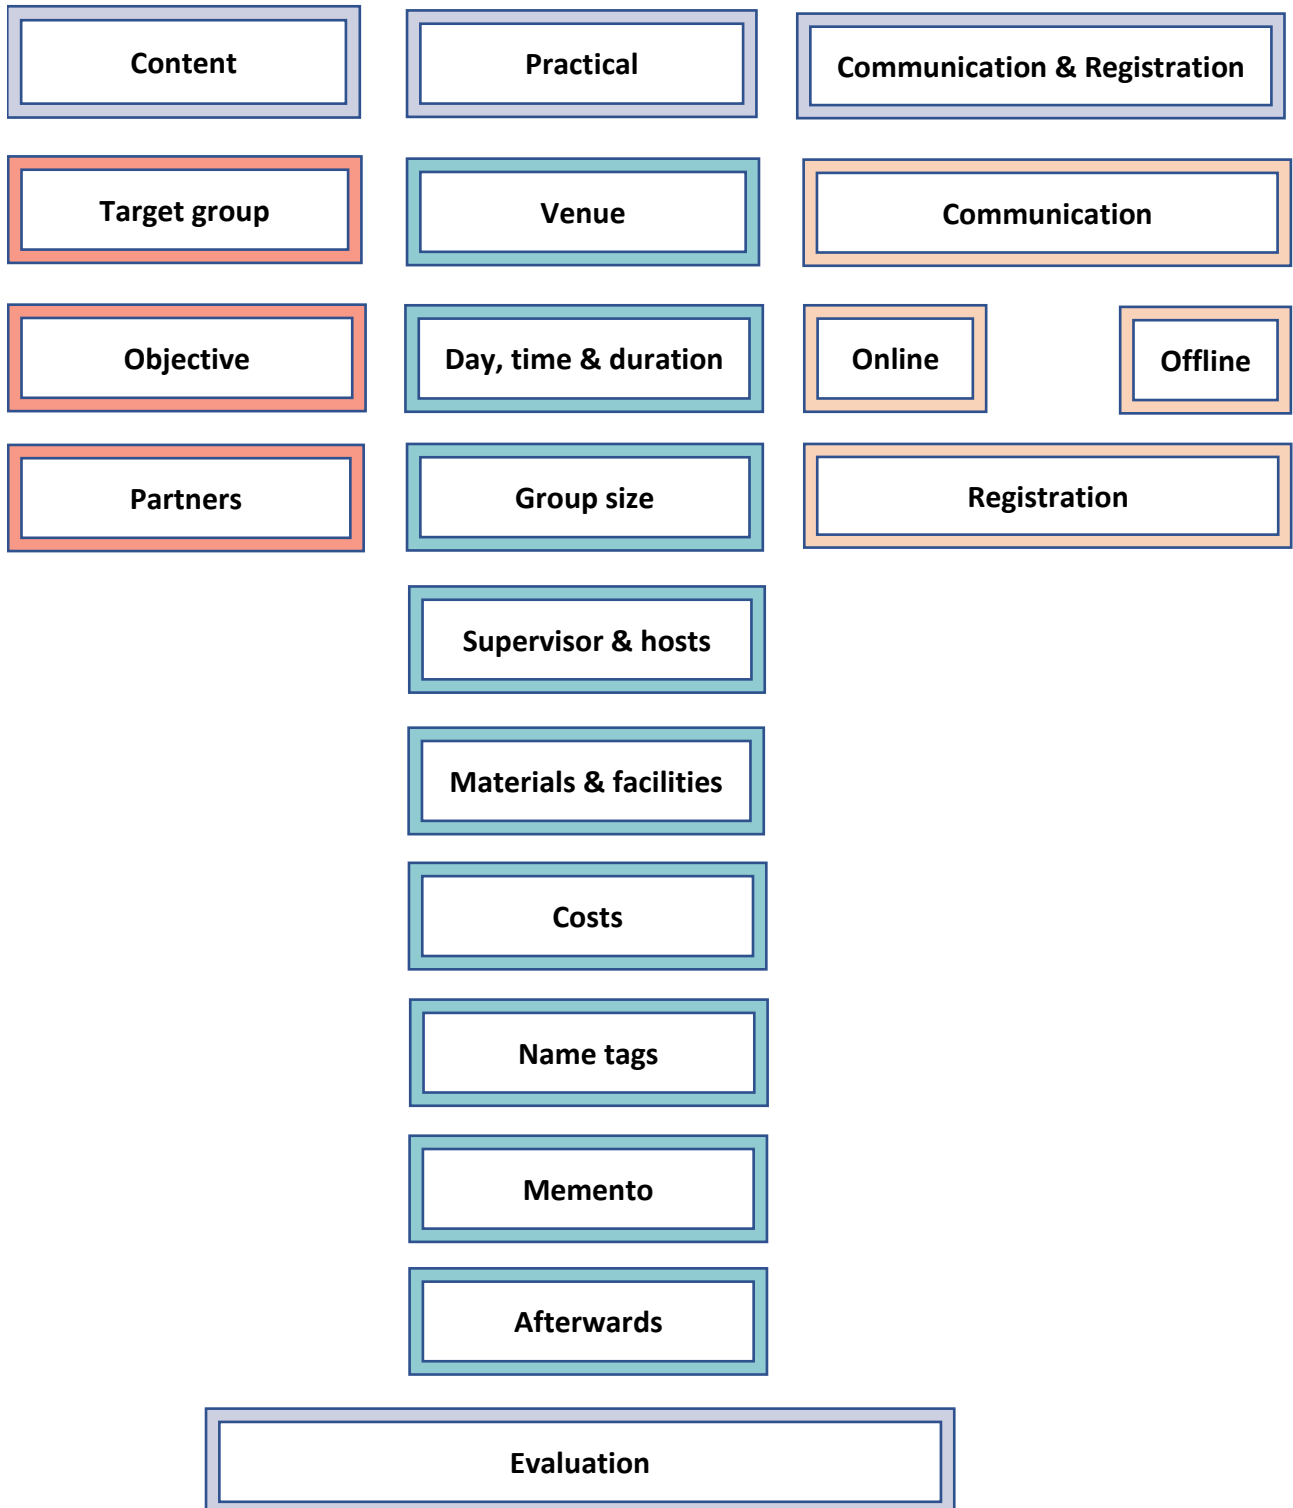 Content
Practical
Communication & Registration
Target group
Venue
Communication
Objective
Day, time & duration
Online
Offline
Partners
Group size
Registration
Supervisor & hosts
Materials & facilities
Costs
Name tags
Memento
Afterwards
Evaluation